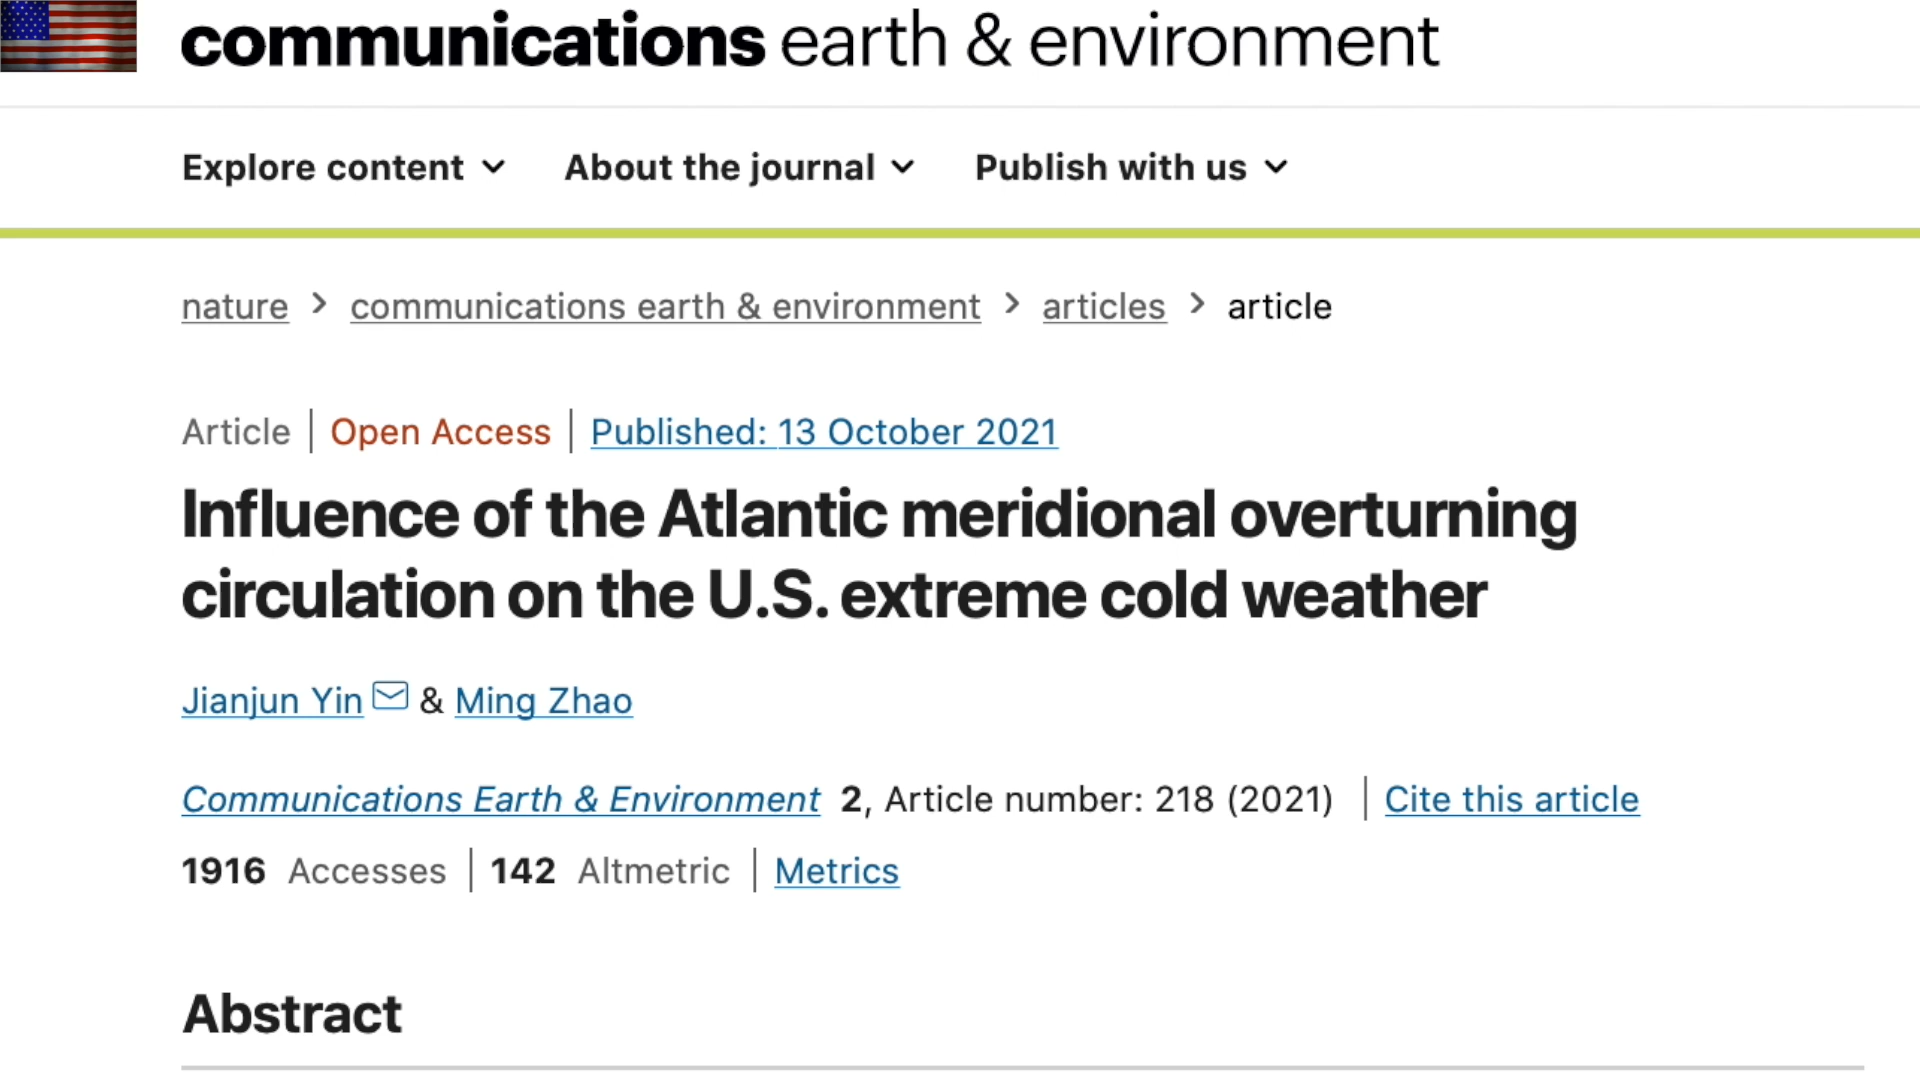 communications earth & environment
Explore content About the journal Publish with us
nature > communications earth & environment > articles > article
Article | Open Access | Published: 13 October 2021
Influence of the Atlantic meridional overturning
circulation on the U.S. extreme cold weather
Jianjun Yin & Ming Zhao
Communications Earth & Environment 2, Article number: 218 (2021) | Cite this article
1916 Accesses | 142 Altmetric | Metrics
Abstract